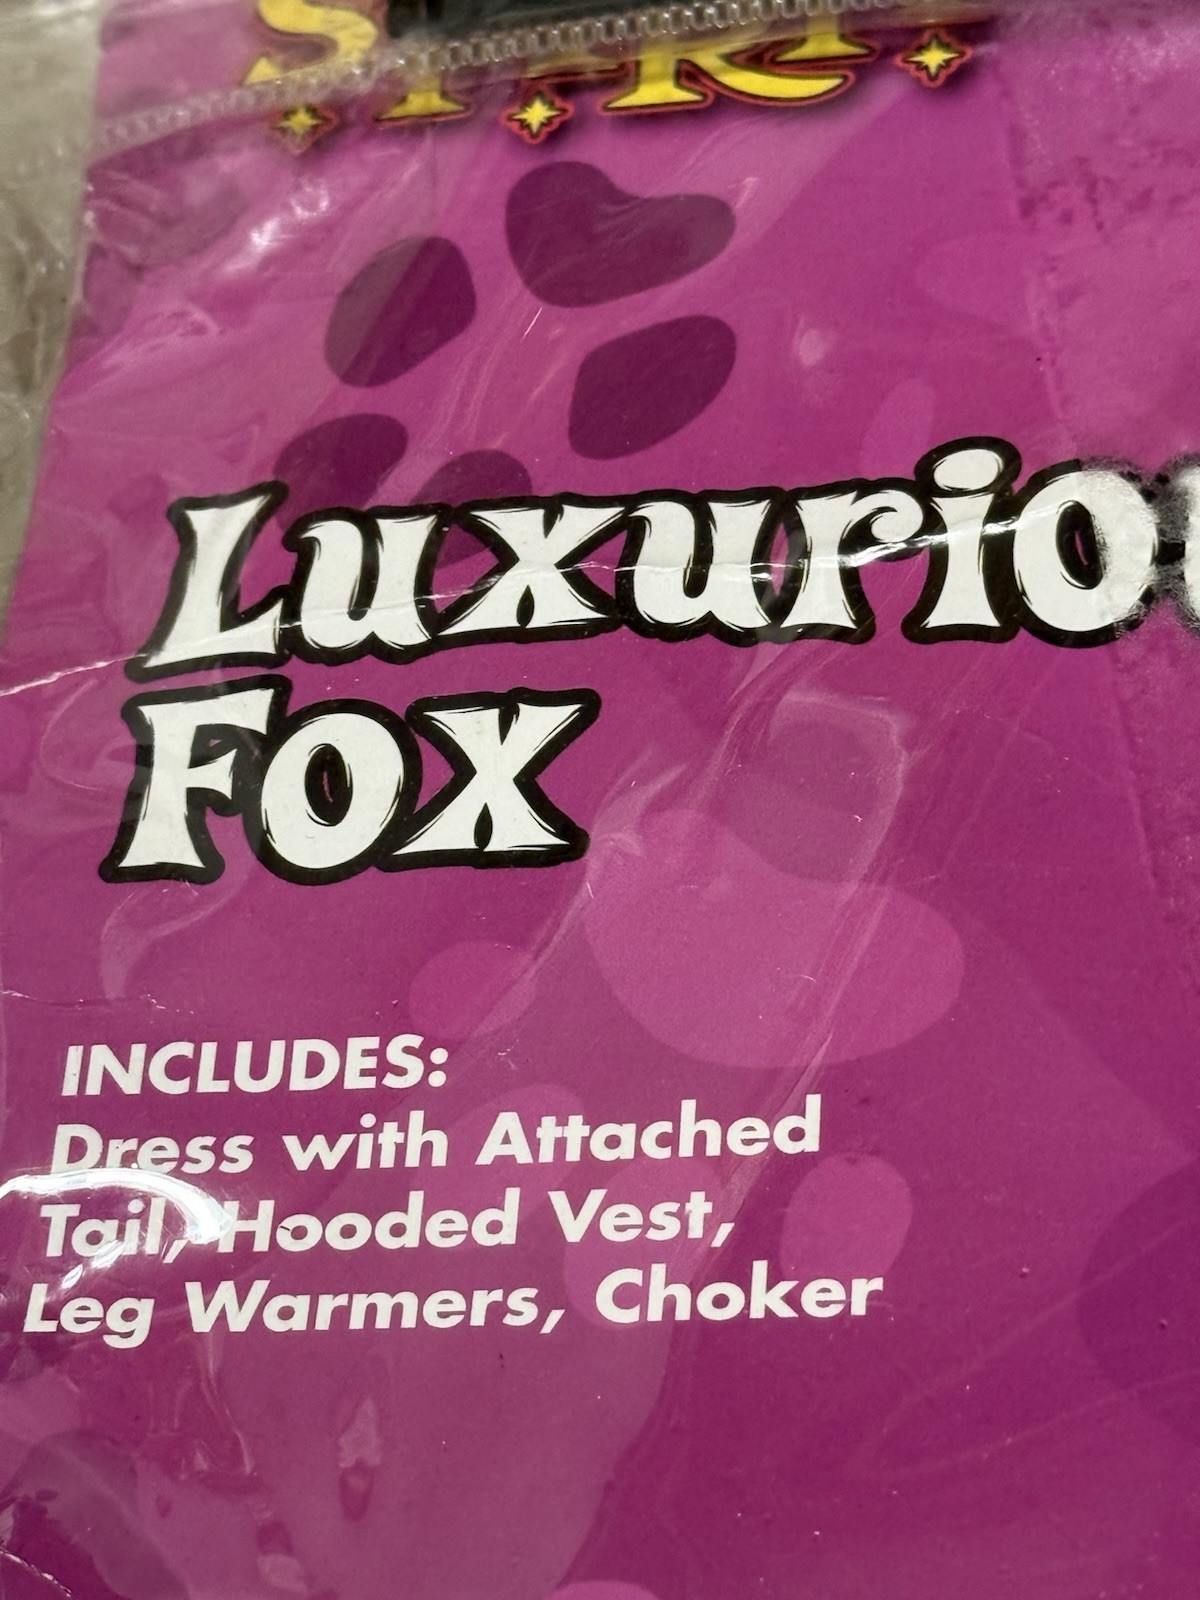 Luxurio
Fox
INCLUDES:
Dress with Attached
Tail, Hooded Vest,
Leg Warmers, Choker